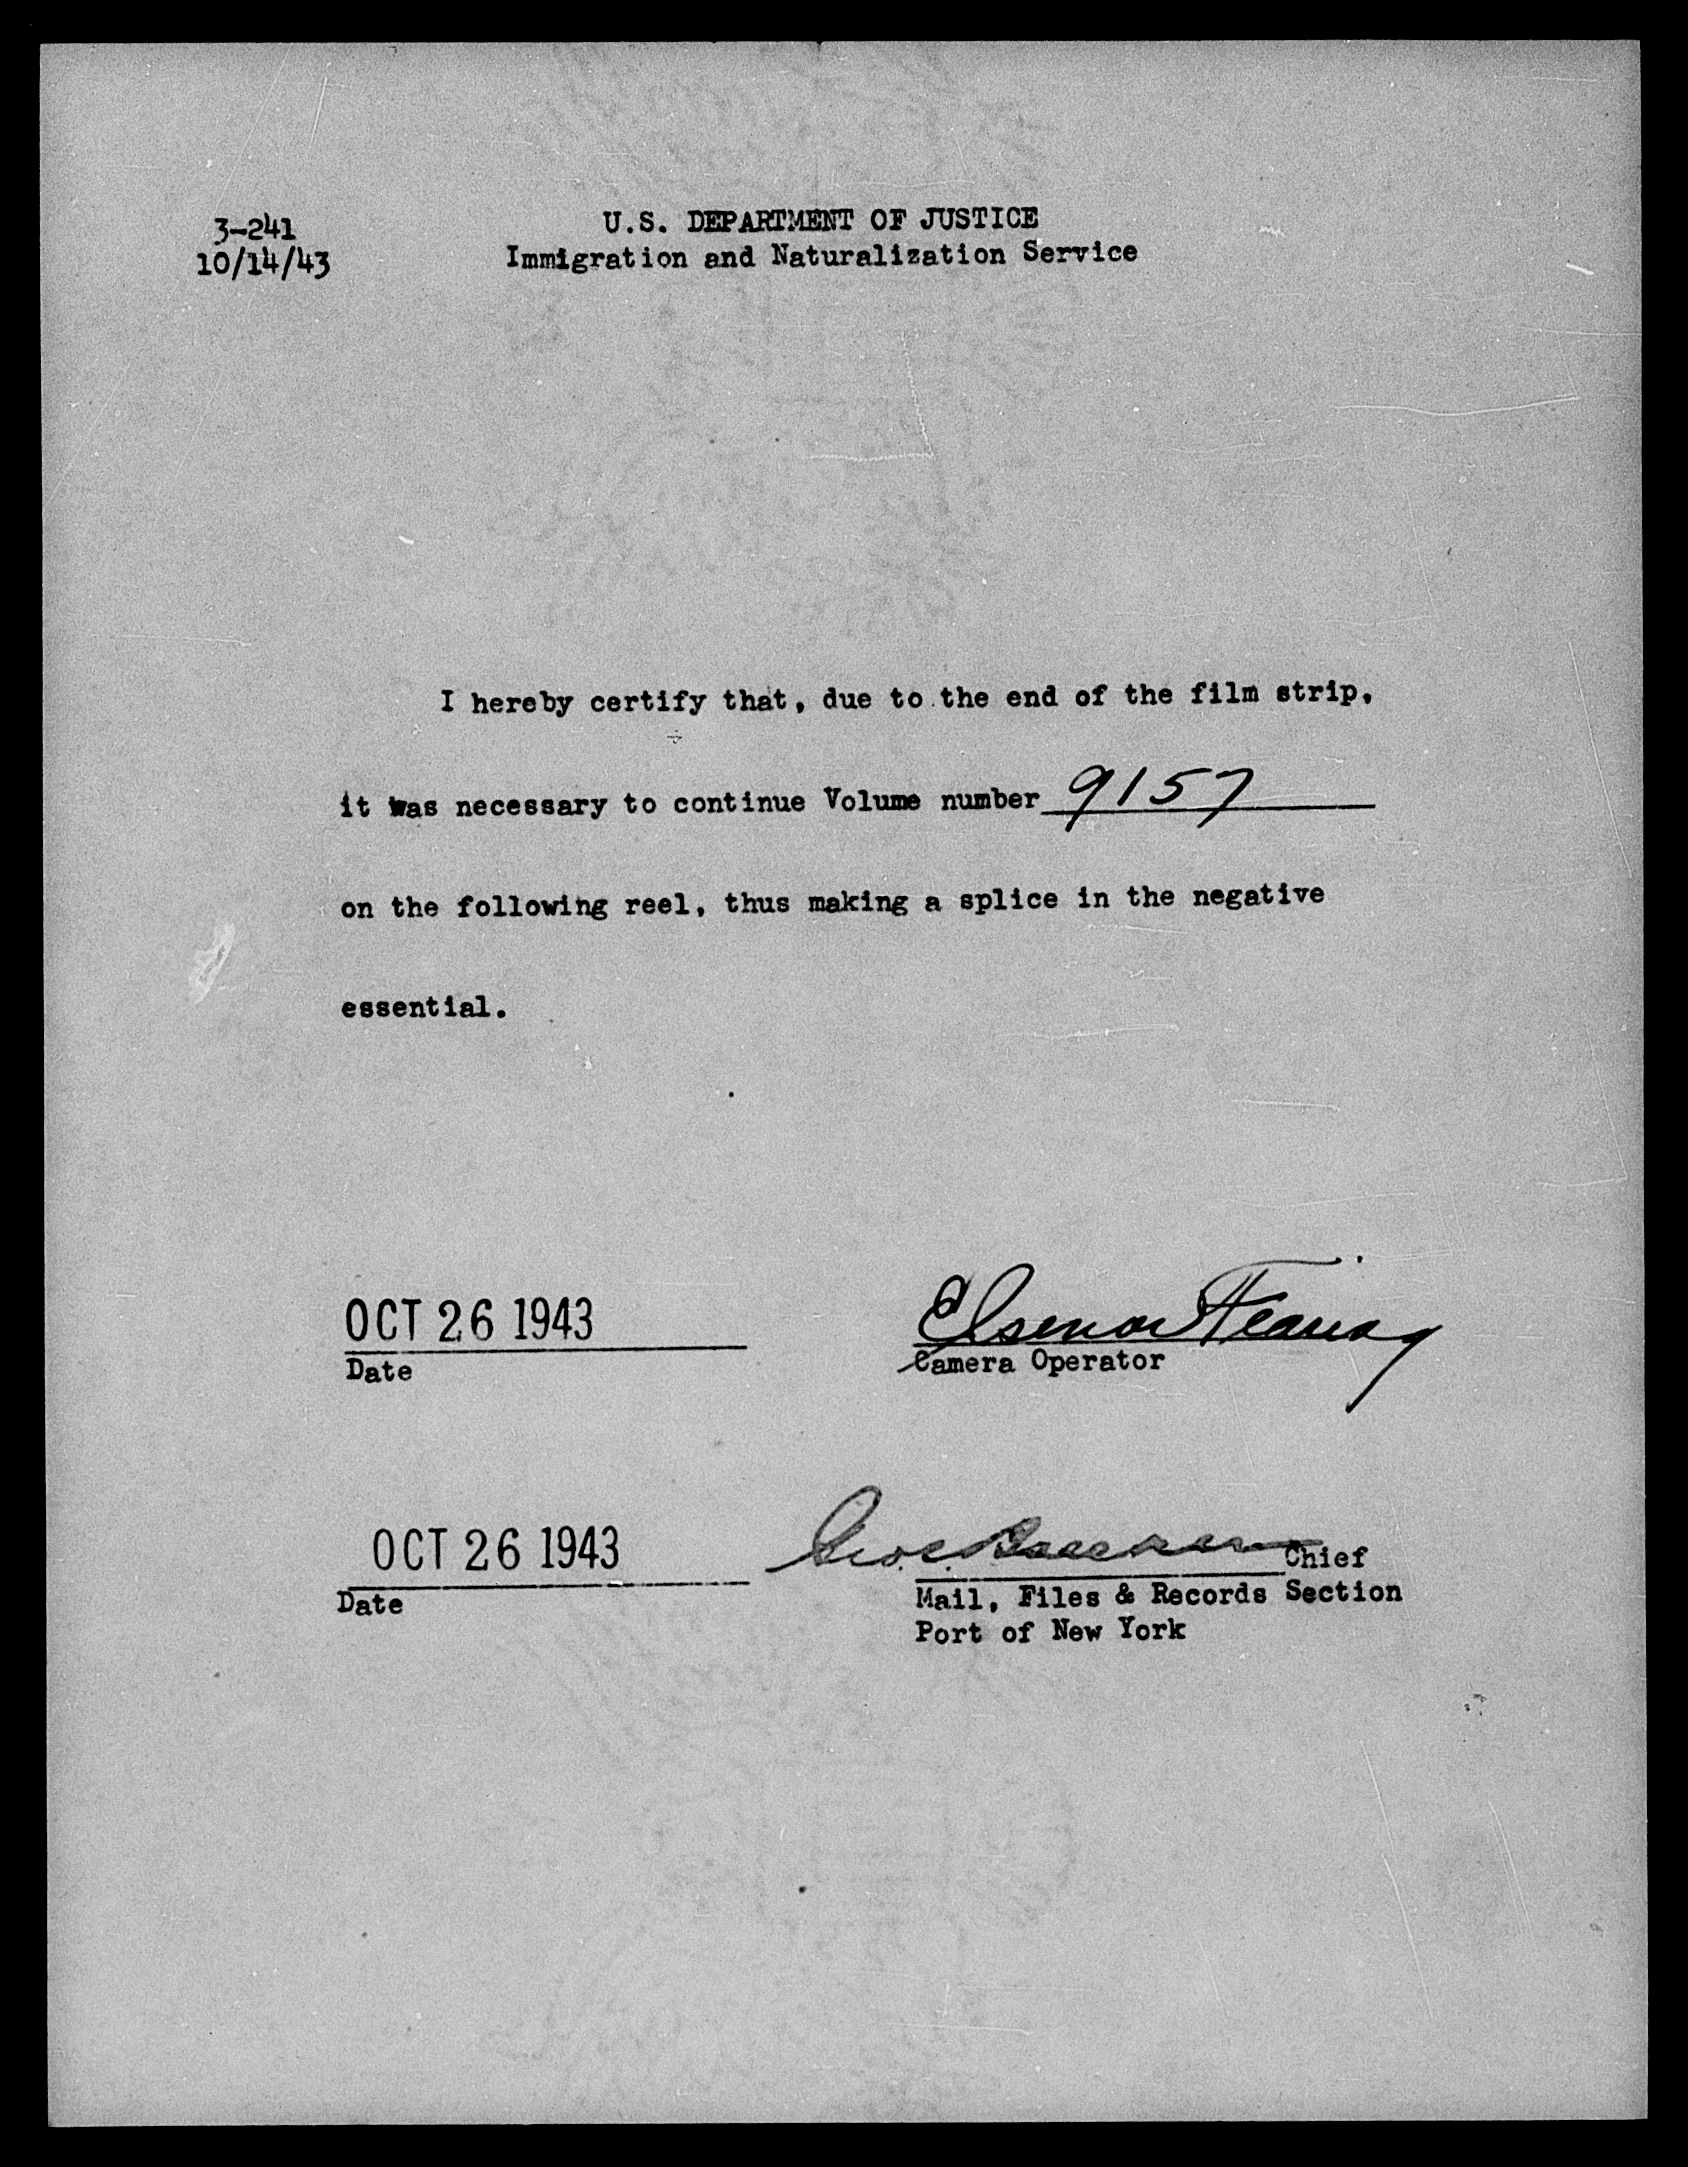 3-241
10/14/43
U.S. DEPARTMENT OF JUSTICE
Immigration and Naturalization Service
I hereby certify that, due to the end of the film strip,
it was necessary to continue Volume number 9157
on the following reel, thus making a splice in the negative
essential.
OCT 26 1943
Date
Camera Operator
OCT 26 1943
Date
Chief
Mail, Files & Records Section
Port of New York